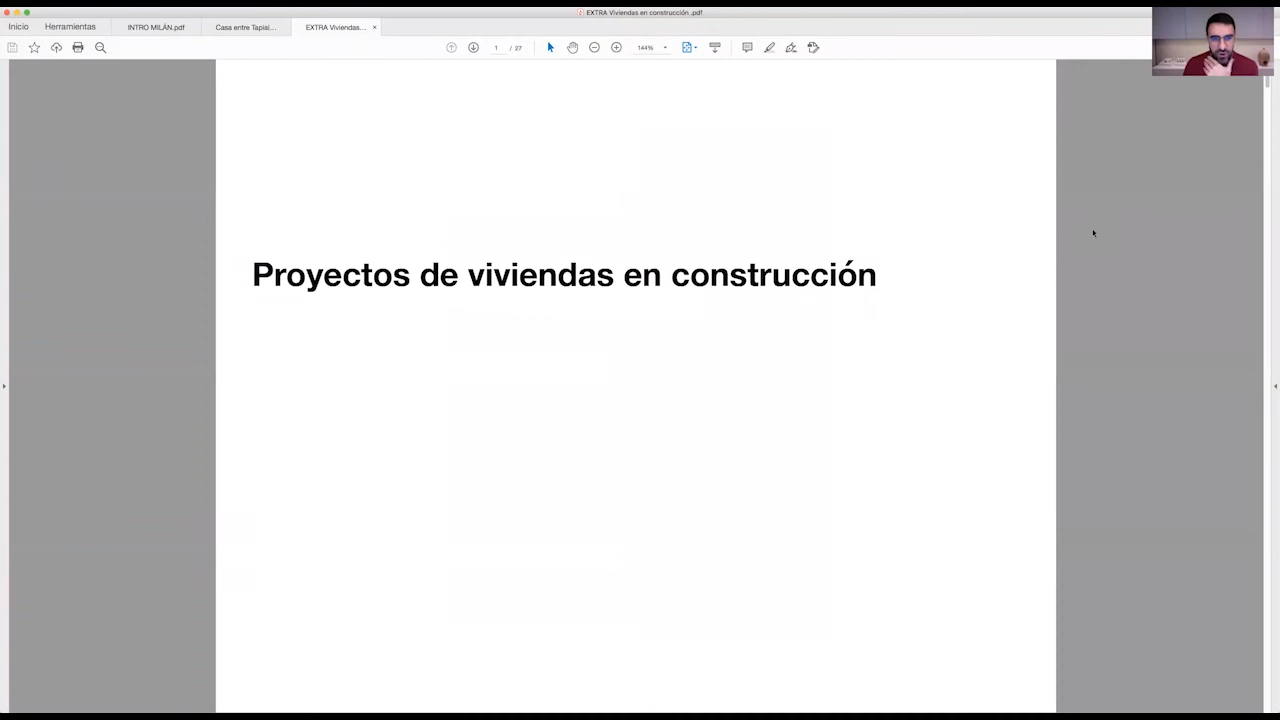 EXTRA Viviendas en construcción .pdf
Inicio
Herramientas
INTRO MILÁN.pdf
Casa entre Tapial...
EXTRA Viviendas... ×
1 / 27
144%
Proyectos de viviendas en construcción